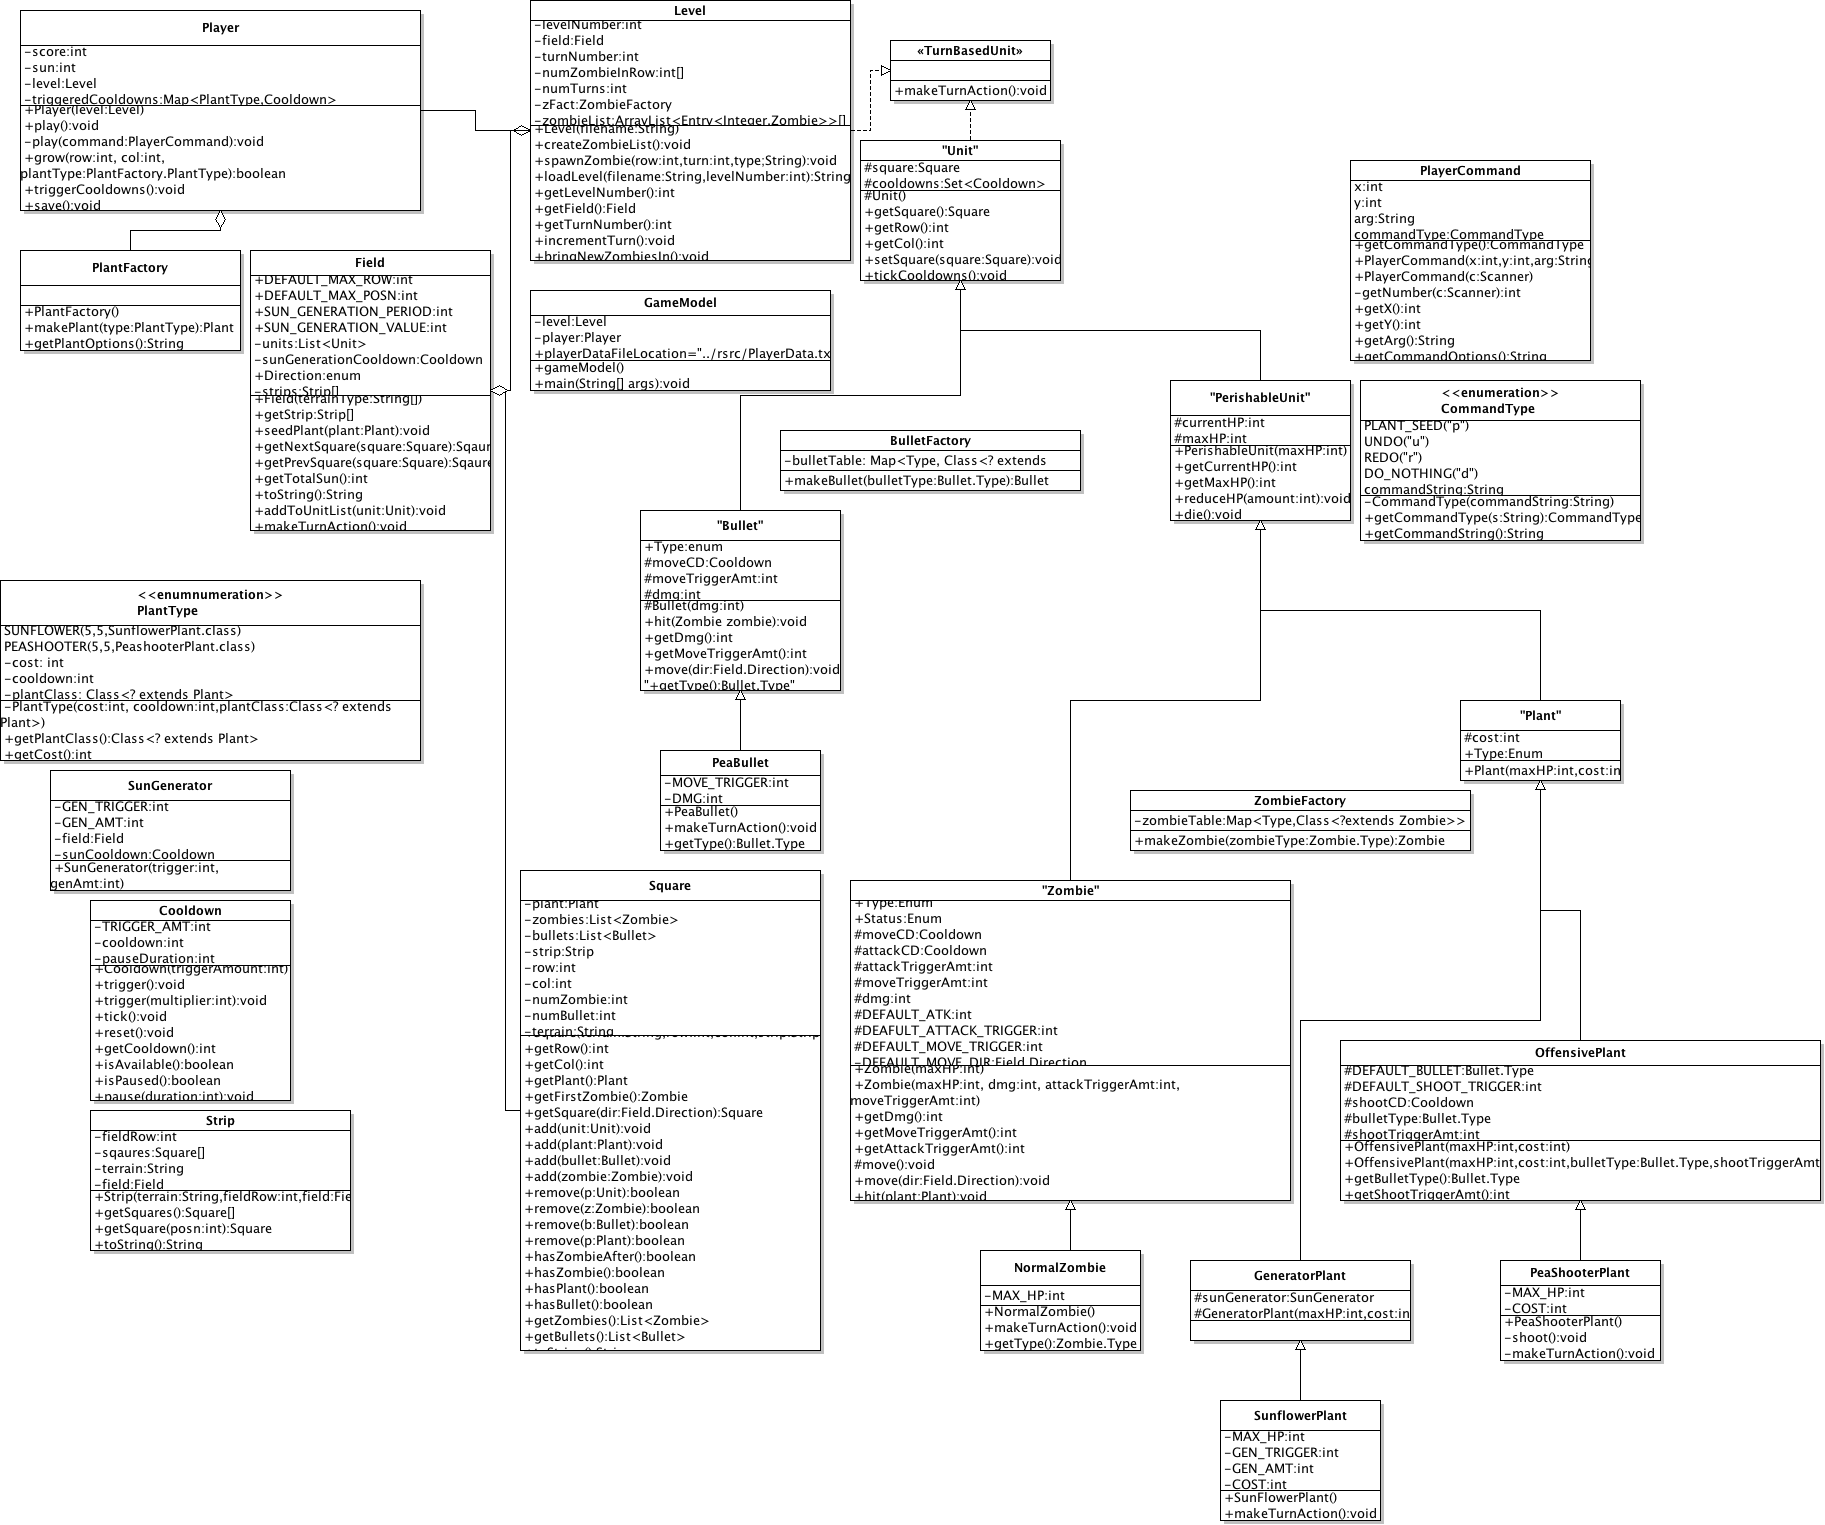 Player
-score:int
-sun:int
-level:Level
-triggeredCooldowns:Map<PlantType,Cooldown>
+Player(level:Level)
+play():void
-play(command:PlayerCommand):void
+grow(row:int, col:int,
plantType:PlantFactory.PlantType):boolean
+triggerCooldowns():void
+save():void
Level
-levelNumber:int
-field:Field
-turnNumber:int
-numZombieInRow:int[]
-numTurns:int
-zFact:ZombieFactory
-zombieList:ArrayList<Entry<Integer,Zombie>>[]
+Level(filename:String)
+createZombieList():void
+spawnZombie(row:int,turn:int,type;String):void
+loadLevel(filename:String,levelNumber:int):String
+getLevelNumber():int
+getField():Field
+getTurnNumber():int
+incrementTurn():void
+bringNewZombiesIn():void
«TurnBasedUnit»
+makeTurnAction():void
"Unit"
#square:Square
#cooldowns:Set<Cooldown>
#Unit()
+getSquare():Square
+getRow():int
+getCol():int
+setSquare(square:Square):void
+tickCooldowns():void
PlayerCommand
x:int
y:int
arg:String
commandType:CommandType
+getCommandType():CommandType
+PlayerCommand(x:int,y:int,arg:String
+PlayerCommand(c:Scanner)
-getNumber(c:Scanner):int
+getX():int
+getY():int
+getArg():String
+getCommandOptions():String
PlantFactory
+PlantFactory()
+makePlant(type:PlantType):Plant
+getPlantOptions():String
Field
+DEFAULT_MAX_ROW:int
+DEFAULT_MAX_POSN:int
+SUN_GENERATION_PERIOD:int
+SUN_GENERATION_VALUE:int
-units:List<Unit>
-sunGenerationCooldown:Cooldown
+Direction:enum
-strips:Strip[]
+Field(terrainType:String[])
+getStrip:Strip[]
+seedPlant(plant:Plant):void
+getNextSquare(square:Square):Sqaur
+getPrevSquare(square:Square):Sqaure
+getTotalSun():int
+toString():String
+addToUnitList(unit:Unit):void
+makeTurnAction():void
GameModel
-level:Level
-player:Player
+playerDataFileLocation="../rsrc/PlayerData.tx
+gameModel()
+main(String[] args):void
BulletFactory
-bulletTable: Map<Type, Class<? extends
+makeBullet(bulletType:Bullet.Type):Bullet
"PerishableUnit"
#currentHP:int
#maxHP:int
+PerishableUnit(maxHP:int)
+getCurrentHP():int
+getMaxHP():int
+reduceHP(amount:int):void
+die():void
<<enumeration>>
CommandType
PLANT_SEED("p")
UNDO("u")
REDO("r")
DO_NOTHING("d")
commandString:String
-CommandType(commandString:String)
+getCommandType(s:String):CommandType
+getCommandString():String
"Bullet"
+Type:enum
#moveCD:Cooldown
#moveTriggerAmt:int
#dmg:int
#Bullet(dmg:int)
+hit(Zombie zombie):void
+getDmg():int
+getMoveTriggerAmt():int
+move(dir:Field.Direction):void
"+getType():Bullet.Type"
<<enumnumeration>>
PlantType
SUNFLOWER(5,5,SunflowerPlant.class)
PEASHOOTER(5,5,PeashooterPlant.class)
-cost: int
-cooldown:int
-plantClass: Class<? extends Plant>
-PlantType(cost:int, cooldown:int,plantClass:Class<? extends
Plant>)
+getPlantClass():Class<? extends Plant>
+getCost():int
PeaBullet
-MOVE_TRIGGER:int
-DMG:int
+PeaBullet()
+makeTurnAction():void
+getType():Bullet.Type
"Plant"
#cost:int
+Type:Enum
+Plant(maxHP:int,cost:in
ZombieFactory
-zombieTable:Map<Type,Class<?extends Zombie>>
+makeZombie(zombieType:Zombie.Type):Zombie
SunGenerator
-GEN_TRIGGER:int
-GEN_AMT:int
-field:Field
-sunCooldown:Cooldown
+SunGenerator(trigger:int,
genAmt:int)
Cooldown
-TRIGGER_AMT:int
-cooldown:int
-pauseDuration:int
+Cooldown(triggerAmount:int)
+trigger():void
+trigger(multiplier:int):void
+tick():void
+reset():void
+getCooldown():int
+isAvailable():boolean
+isPaused():boolean
+pause(duration:int):void
Strip
-fieldRow:int
-sqaures:Square[]
-terrain:String
-field:Field
+Strip(terrain:String,fieldRow:int,field:Fie
+getSquares():Square[]
+getSquare(posn:int):Square
+toString():String
Square
-plant:Plant
-zombies:List<Zombie>
-bullets:List<Bullet>
-strip:Strip
-row:int
-col:int
-numZombie:int
-numBullet:int
-terrain:String
+getRow():int
+getCol():int
+getPlant():Plant
+getFirstZombie():Zombie
+getSquare(dir:Field.Direction):Square
+add(unit:Unit):void
+add(plant:Plant):void
+add(bullet:Bullet):void
+add(zombie:Zombie):void
+remove(p:Unit):boolean
+remove(z:Zombie):boolean
+remove(b:Bullet):boolean
+remove(p:Plant):boolean
+hasZombieAfter():boolean
+hasZombie():boolean
+hasPlant():boolean
+hasBullet():boolean
+getZombies():List<Zombie>
+getBullets():List<Bullet>
"Zombie"
+Type:Enum
+Status:Enum
#moveCD:Cooldown
#attackCD:Cooldown
#attackTriggerAmt:int
#moveTriggerAmt:int
#dmg:int
#DEFAULT_ATK:int
#DEAFULT_ATTACK_TRIGGER:int
#DEFAULT_MOVE_TRIGGER:int
-DEFAULT_MOVE_DIR:Field.Direction
+Zombie(maxHP:int)
+Zombie(maxHP:int, dmg:int, attackTriggerAmt:int,
moveTriggerAmt:int)
+getDmg():int
+getMoveTriggerAmt():int
+getAttackTriggerAmt():int
#move():void
+move(dir:Field.Direction):void
+hit(plant:Plant):void
OffensivePlant
#DEFAULT_BULLET:Bullet.Type
#DEFAULT_SHOOT_TRIGGER:int
#shootCD:Cooldown
#bulletType:Bullet.Type
#shootTriggerAmt:int
+OffensivePlant(maxHP:int,cost:int)
+OffensivePlant(maxHP:int,cost:int,bulletType:Bullet.Type,shootTriggerAmt
+getBulletType():Bullet.Type
+getShootTriggerAmt():int
NormalZombie
-MAX_HP:int
+NormalZombie()
+makeTurnAction():void
+getType():Zombie.Type
GeneratorPlant
#sunGenerator:SunGenerator
#GeneratorPlant(maxHP:int,cost:in
PeaShooterPlant
-MAX_HP:int
-COST:int
+PeaShooterPlant()
-shoot():void
-makeTurnAction():void
SunflowerPlant
-MAX_HP:int
-GEN_TRIGGER:int
-GEN_AMT:int
-COST:int
+SunFlowerPlant()
+makeTurnAction():void